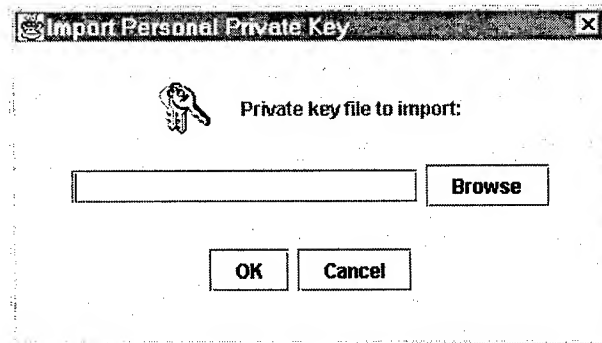 Import Personal Private Key
Private key file to import:
Browse
OK Cancel